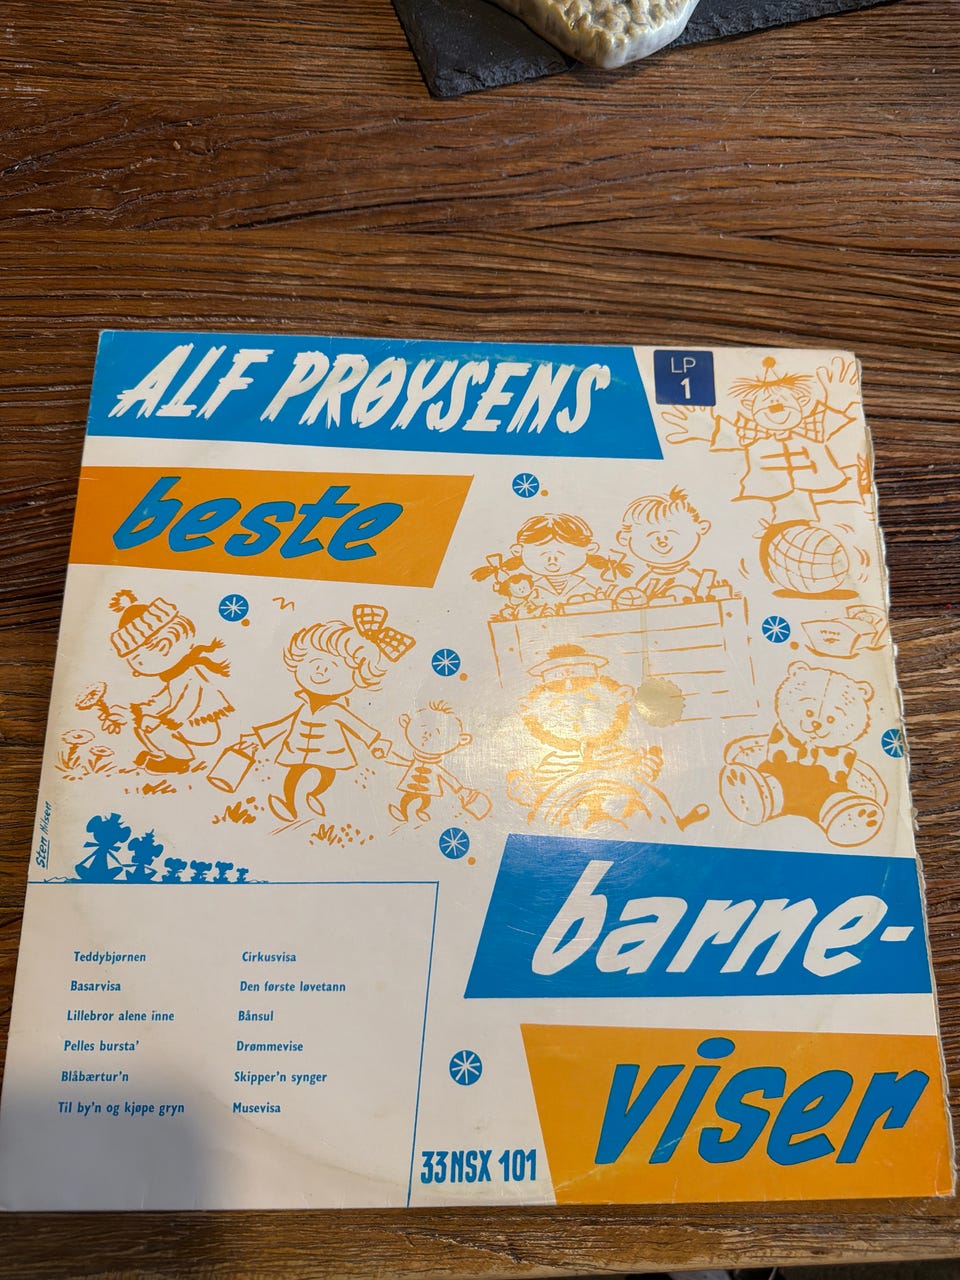 ALF PRØYSENS
LP
1
beste
Sten Nilsen
barne-
viser
Teddybjørnen
Basarvisa
Lillebror alene inne
Pelles bursta'
Blåbærtur'n
Til by'n og kjøpe gryn
Cirkusvisa
Den første løvetann
Bånsul
Drømmevise
Skipper'n synger
Musevisa
33 NSX 101